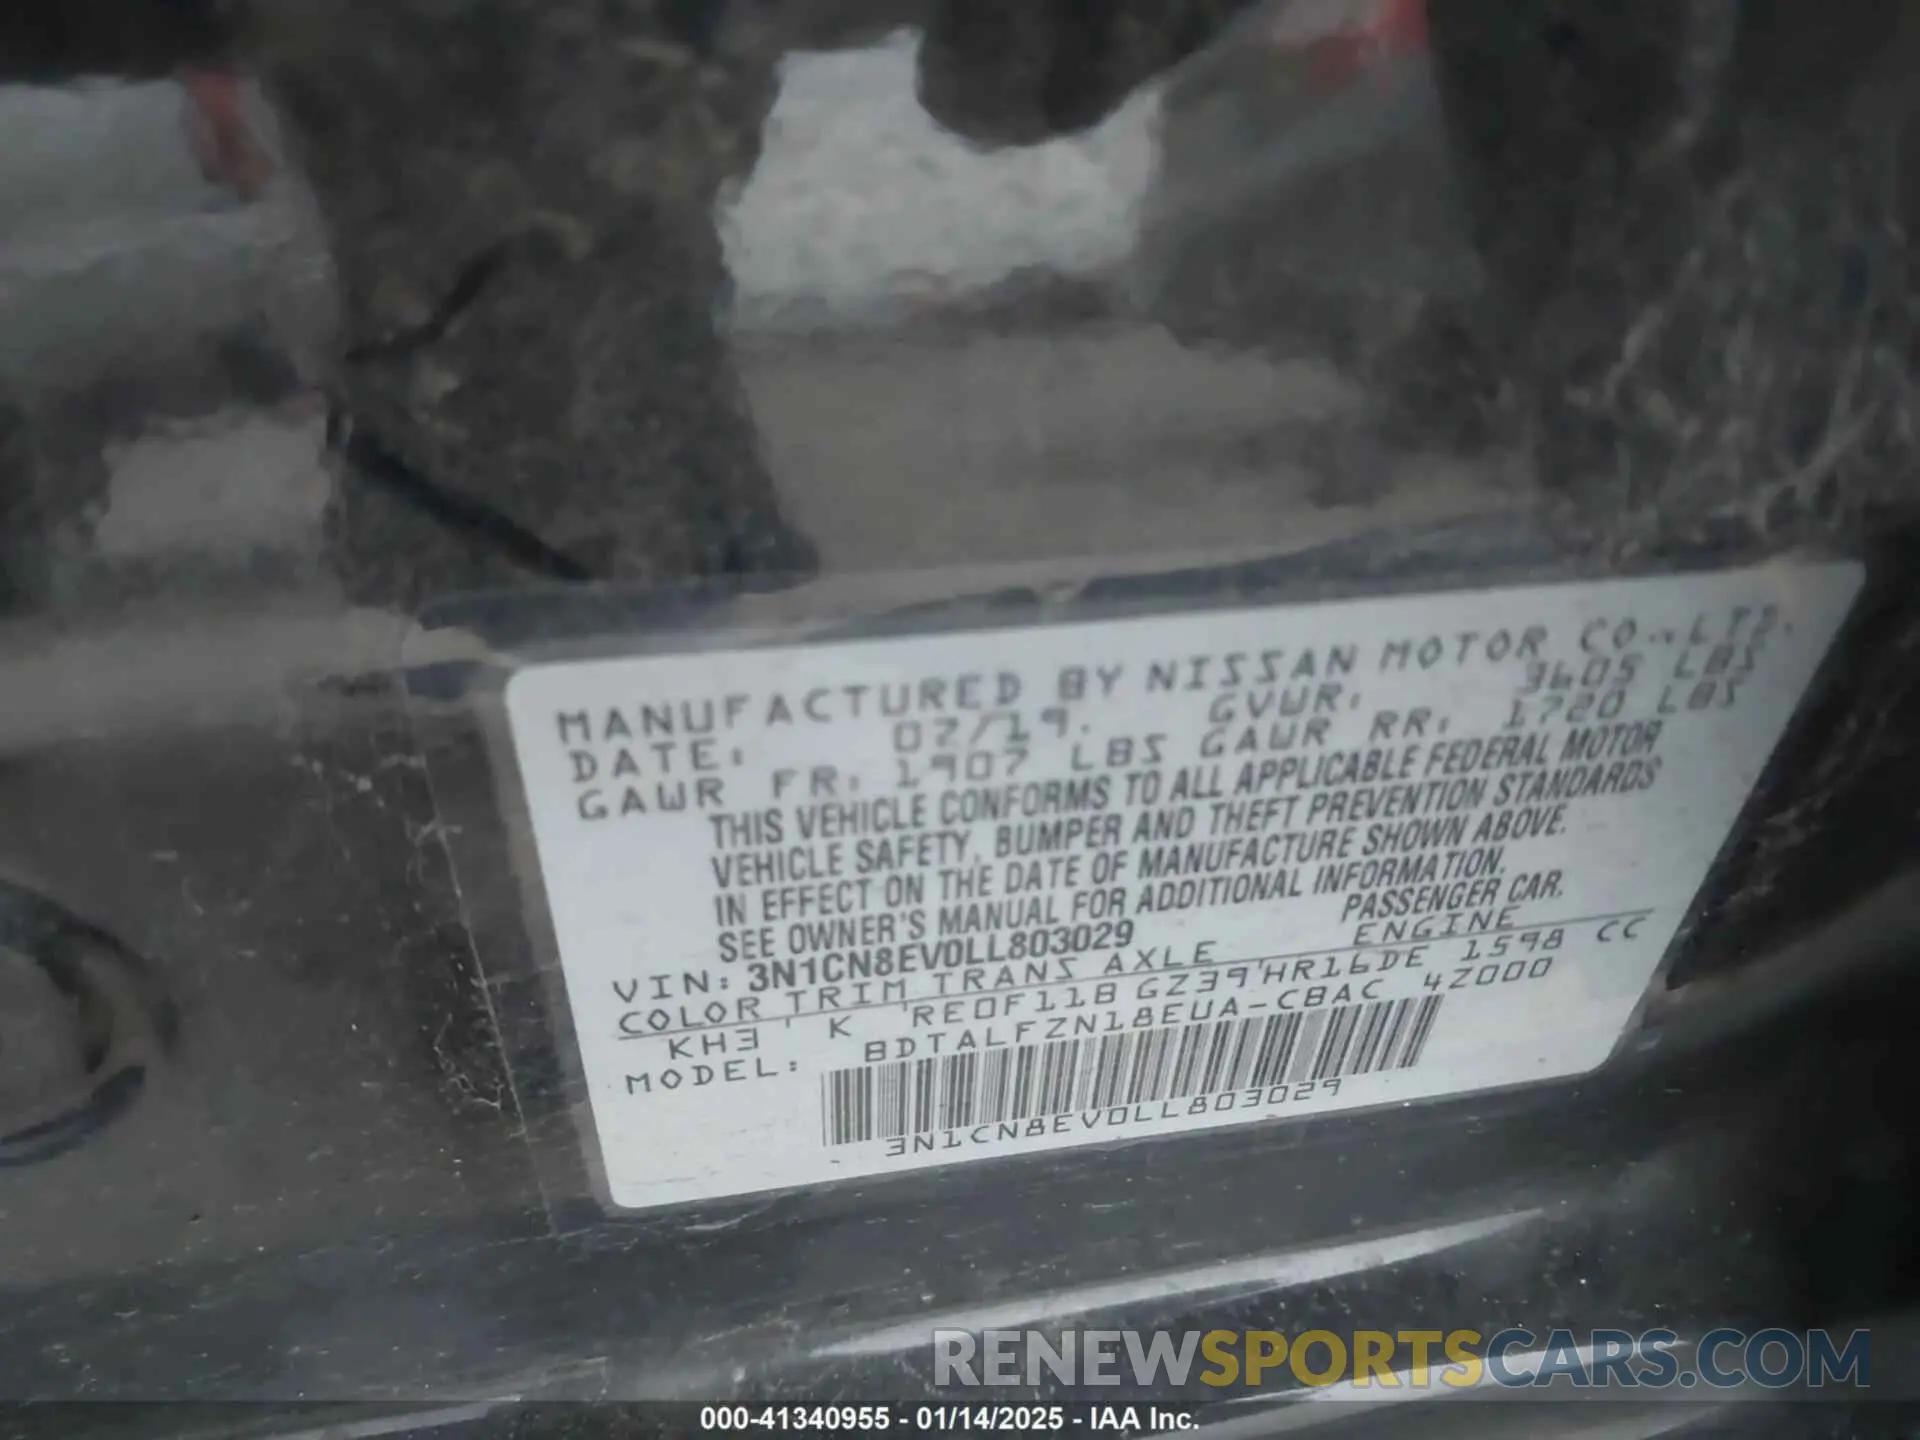 MANUFACTURED BY NISSAN MOTOR CO., LTD.
DATE: 07/19. GVWR: 3605 LBS
GAWR FR: 1907 LBS GAWR RR: 1720 LBS
THIS VEHICLE CONFORMS TO ALL APPLICABLE FEDERAL MOTOR
VEHICLE SAFETY, BUMPER AND THEFT PREVENTION STANDARDS
IN EFFECT ON THE DATE OF MANUFACTURE SHOWN ABOVE.
SEE OWNER'S MANUAL FOR ADDITIONAL INFORMATION.
VIN: 3N1CN8EV0LL803029 PASSENGER CAR.
COLOR TRIM TRANS AXLE ENGINE
KH3 K RE0F11B GZ39 HR16DE 1598 CC
MODEL: BDTALFZN18EUA-CBAC 4Z000
3N1CN8EV0LL803029
RENEWSPORTSCARS.COM
000-41340955 - 01/14/2025 - IAA Inc.